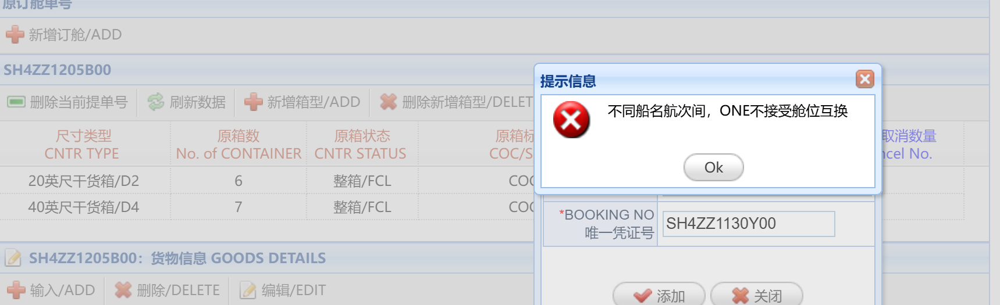 原订舱单号
新增订舱/ADD
SH4ZZ1205B00
删除当前提单号 刷新数据 新增箱型/ADD 删除新增箱型/DELET
尺寸类型 原箱数 原箱状态 原箱标 取消数量
CNTR TYPE No. of CONTAINER CNTR STATUS COC/S ncel No.
20英尺干货箱/D2 6 整箱/FCL COC
40英尺干货箱/D4 7 整箱/FCL COC
提示信息
不同船名航次间，ONE不接受舱位互换
Ok
*BOOKING NO
唯一凭证号
SH4ZZ1130Y00
添加 关闭
SH4ZZ1205B00：货物信息 GOODS DETAILS
输入/ADD 删除/DELETE 编辑/EDIT